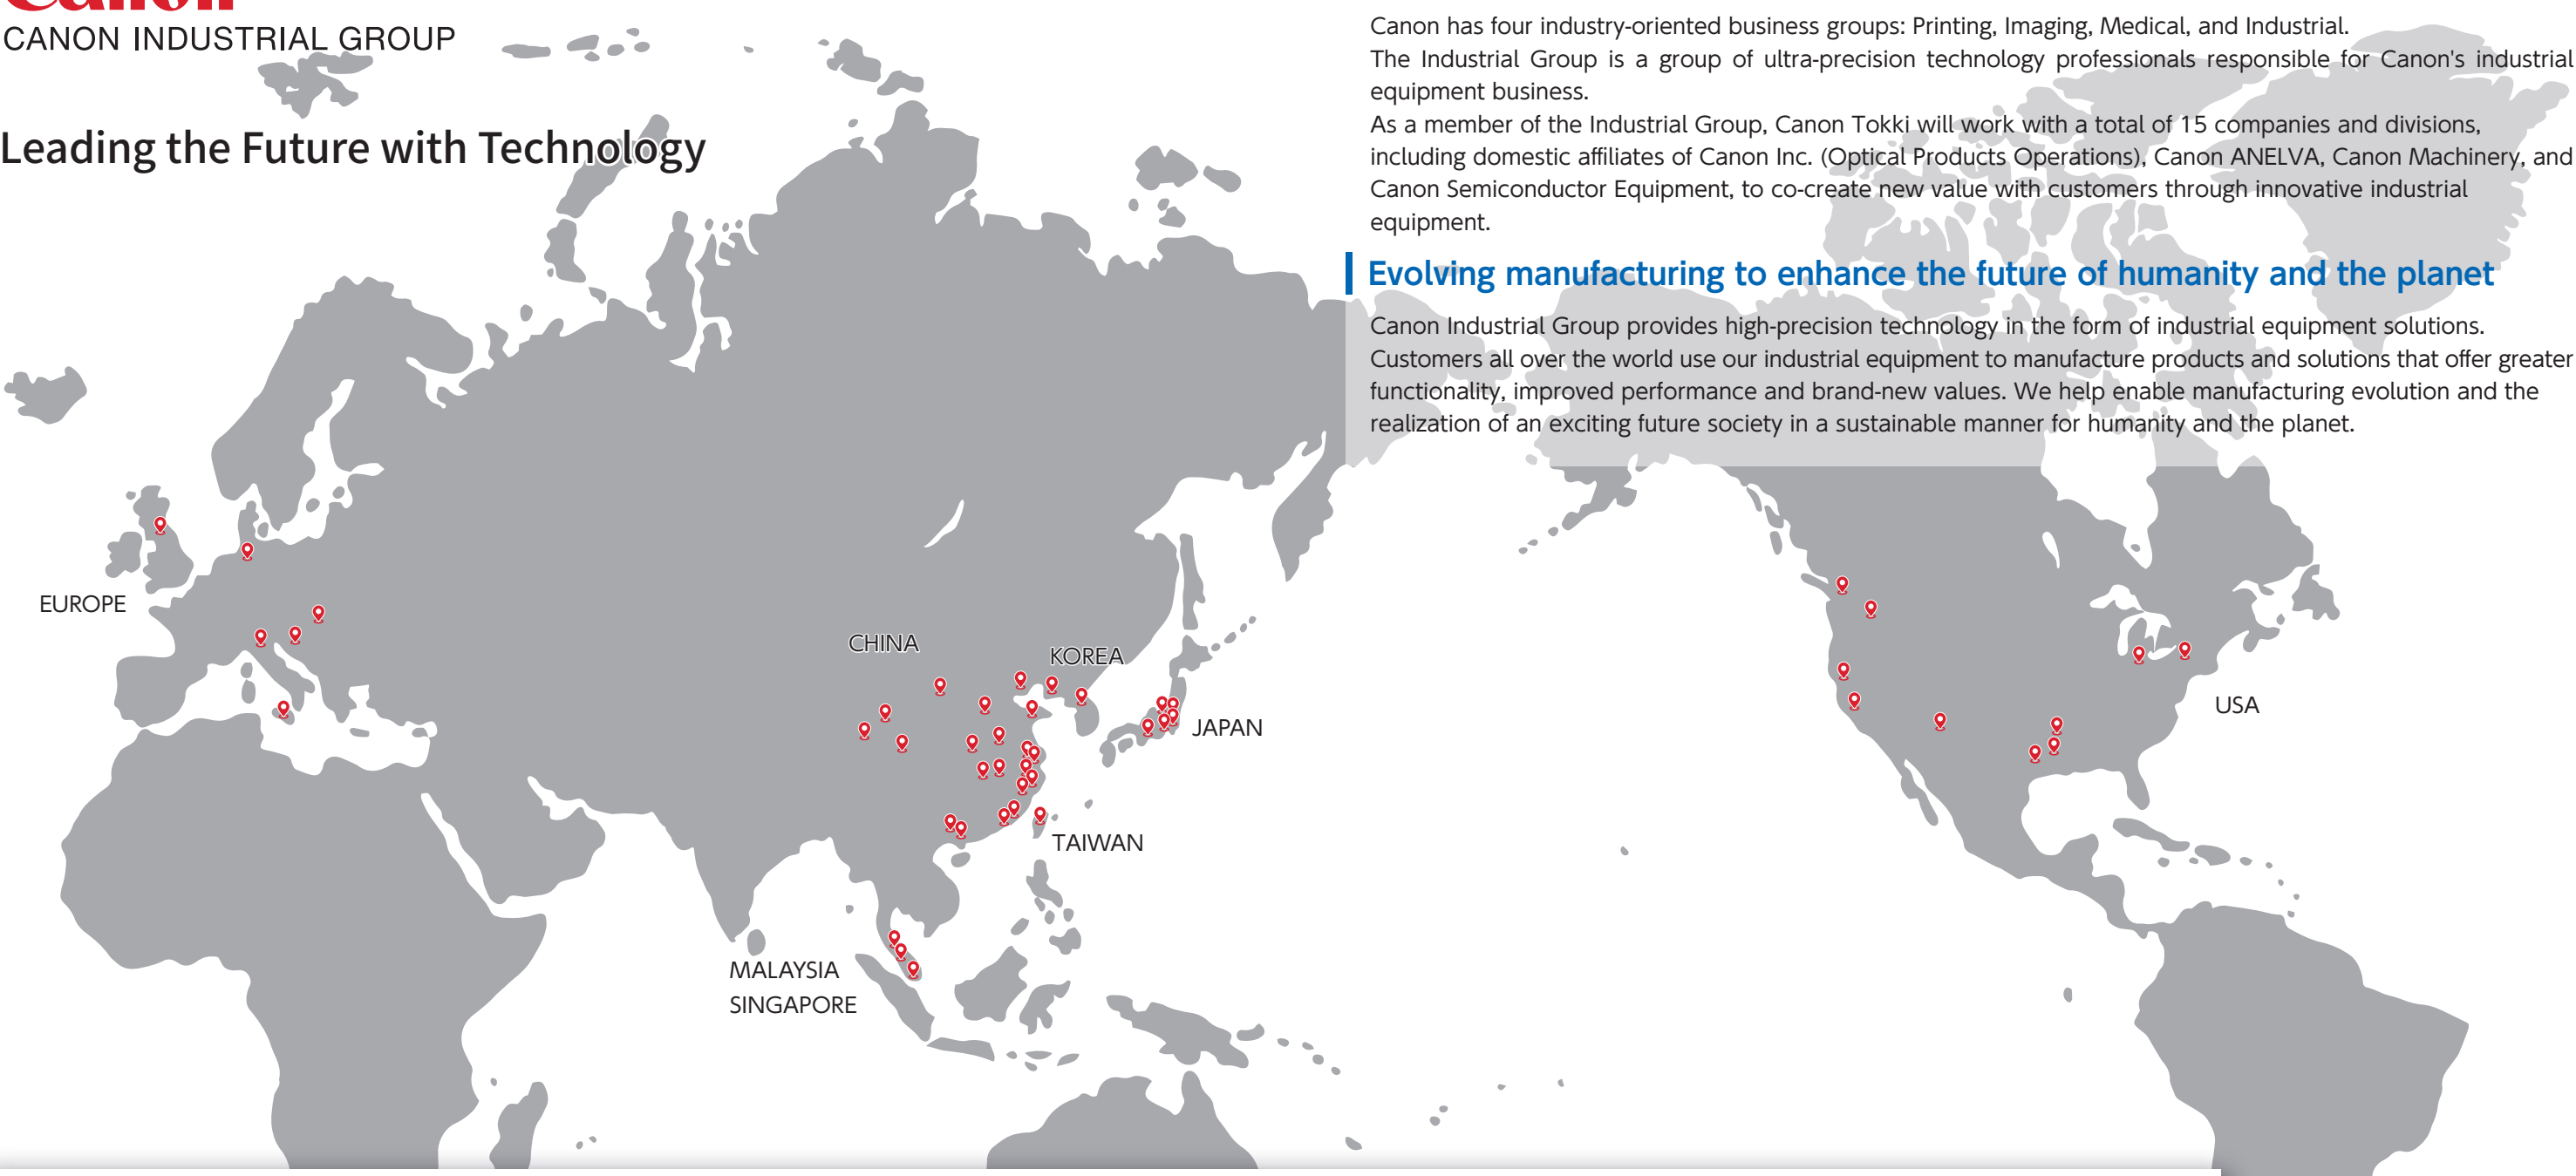 Canon
CANON INDUSTRIAL GROUP
Leading the Future with Technology
Canon has four industry-oriented business groups: Printing, Imaging, Medical, and Industrial.
The Industrial Group is a group of ultra-precision technology professionals responsible for Canon's industrial
equipment business.
As a member of the Industrial Group, Canon Tokki will work with a total of 15 companies and divisions,
including domestic affiliates of Canon Inc. (Optical Products Operations), Canon ANELVA, Canon Machinery, and
Canon Semiconductor Equipment, to co-create new value with customers through innovative industrial
equipment.
Evolving manufacturing to enhance the future of humanity and the planet
Canon Industrial Group provides high-precision technology in the form of industrial equipment solutions.
Customers all over the world use our industrial equipment to manufacture products and solutions that offer greater
functionality, improved performance and brand-new values. We help enable manufacturing evolution and the
realization of an exciting future society in a sustainable manner for humanity and the planet.
EUROPE
CHINA
KOREA
JAPAN
USA
TAIWAN
MALAYSIA
SINGAPORE